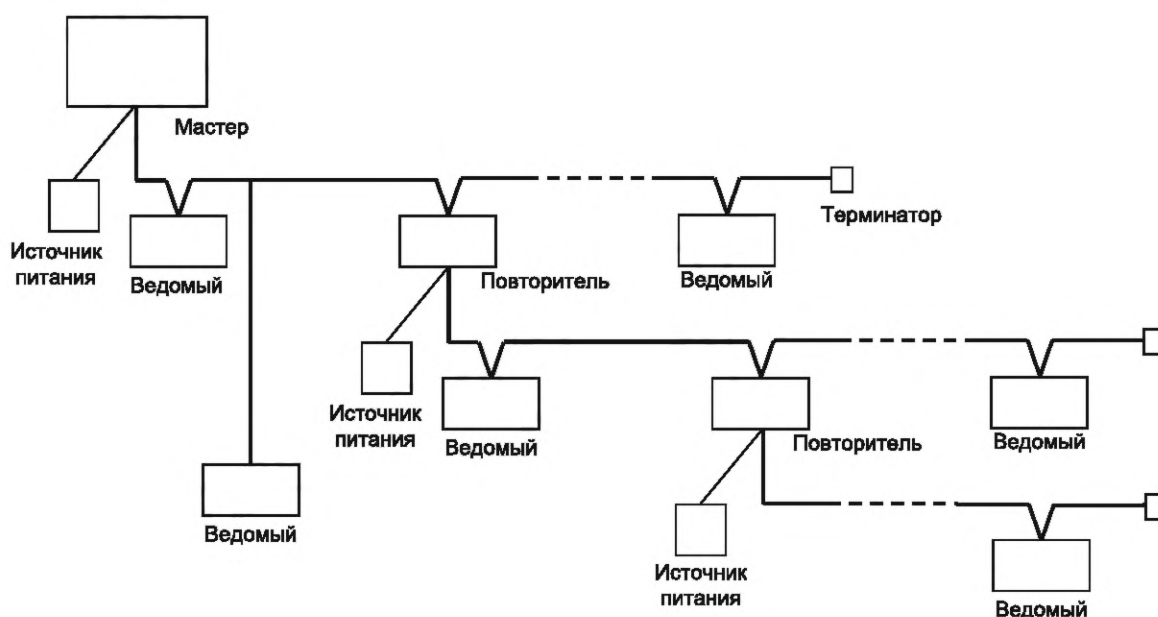 Мастер
Источник
питания
Ведомый
Терминатор
Повторитель
Ведомый
Источник
питания
Ведомый
Повторитель
Ведомый
Ведомый
Источник
питания
Ведомый